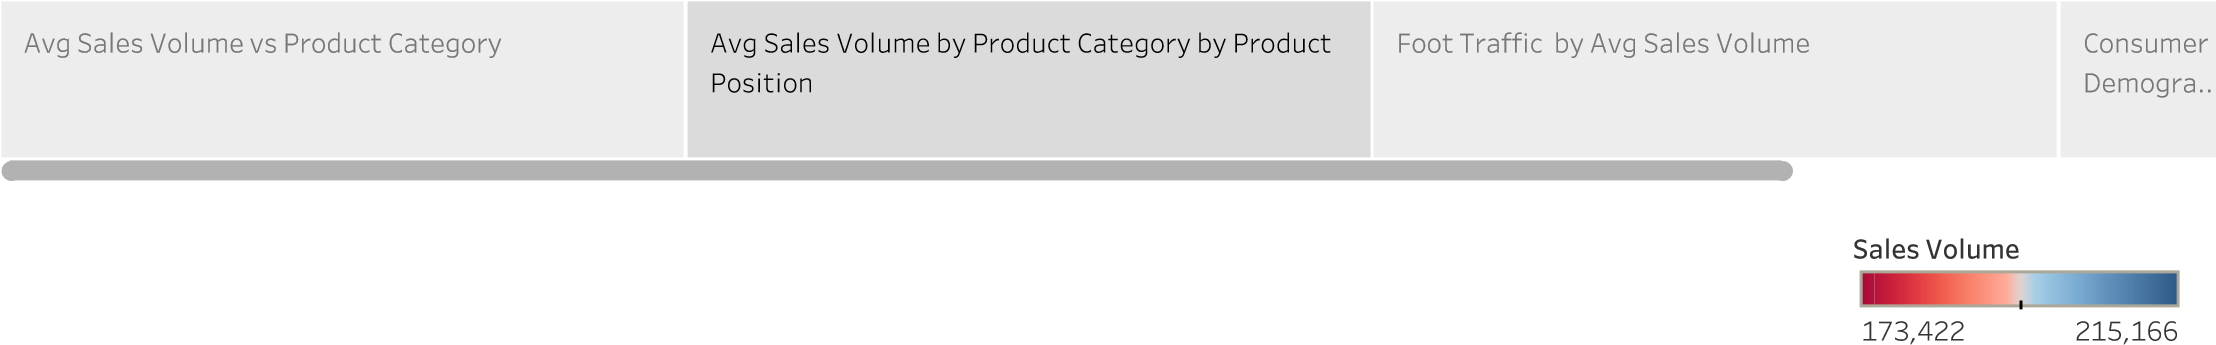 Avg Sales Volume vs Product Category
Avg Sales Volume by Product Category by Product
Position
Foot Traffic  by Avg Sales Volume
Consumer
Demogra..
Sales Volume
173,422
215,166